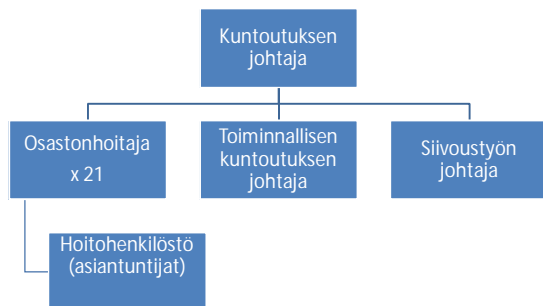 Kuntoutuksen
johtaja
Osastonhoitaja
x 21
Toiminnallisen
kuntoutuksen
johtaja
Siivoustyön
johtaja
Hoitohenkilöstö
(asiantuntijat)